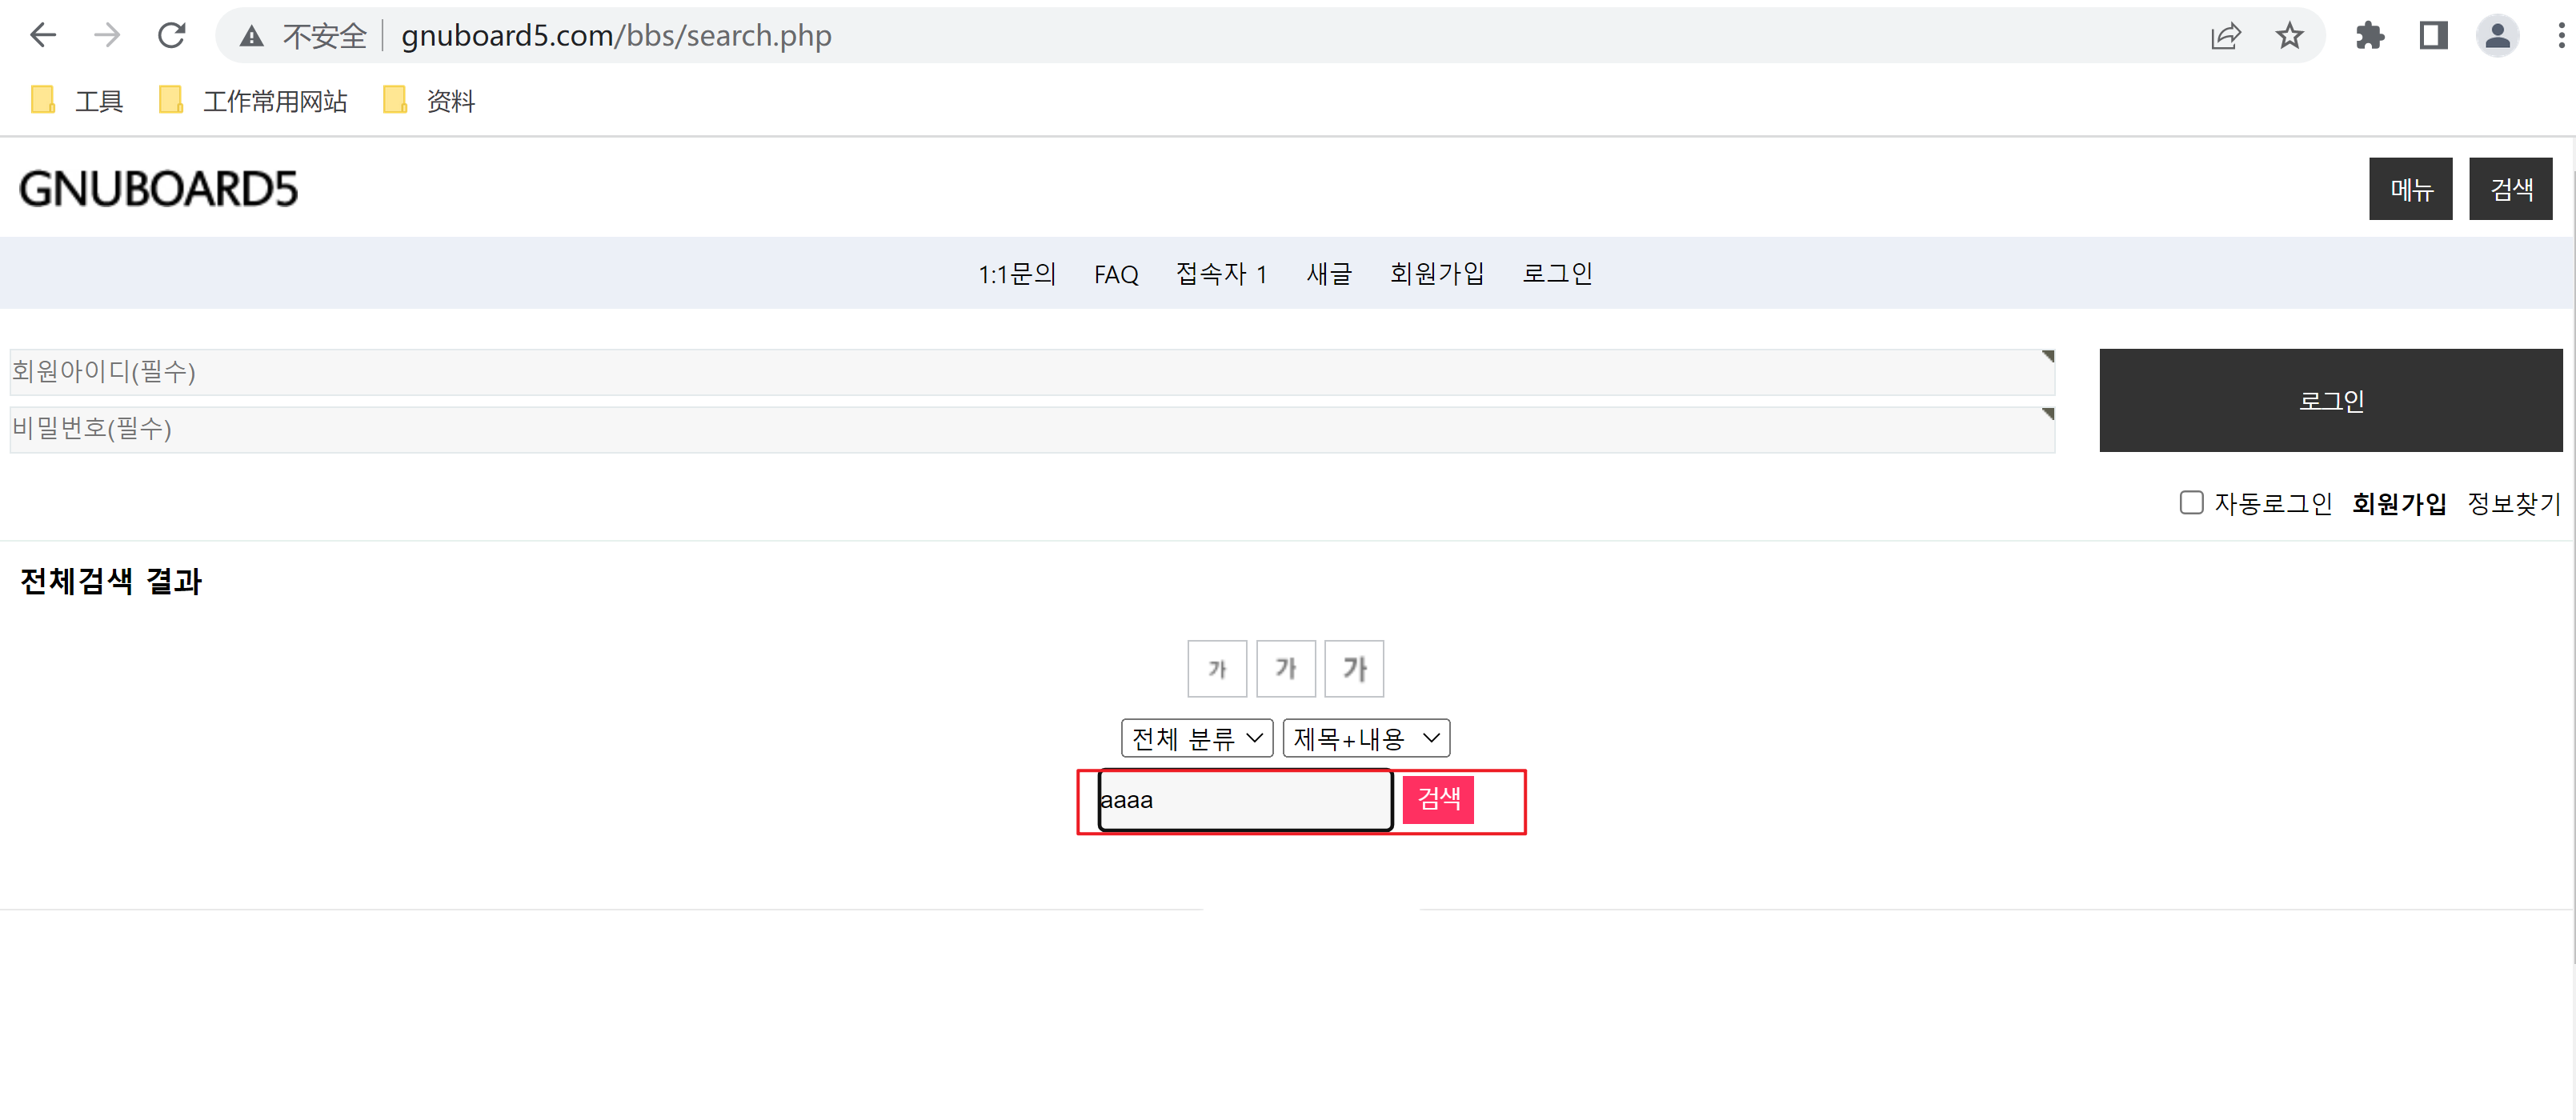 不安全 gnuboard5.com/bbs/search.php
工具 工作常用网站 资料
GNUBOARD5 메뉴 검색
1:1문의 FAQ 접속자 1 새글 회원가입 로그인
회원아이디(필수)
비밀번호(필수)
로그인
자동로그인 회원가입 정보찾기
전체검색 결과
가 가 가
전체 분류 제목+내용
aaaa 검색